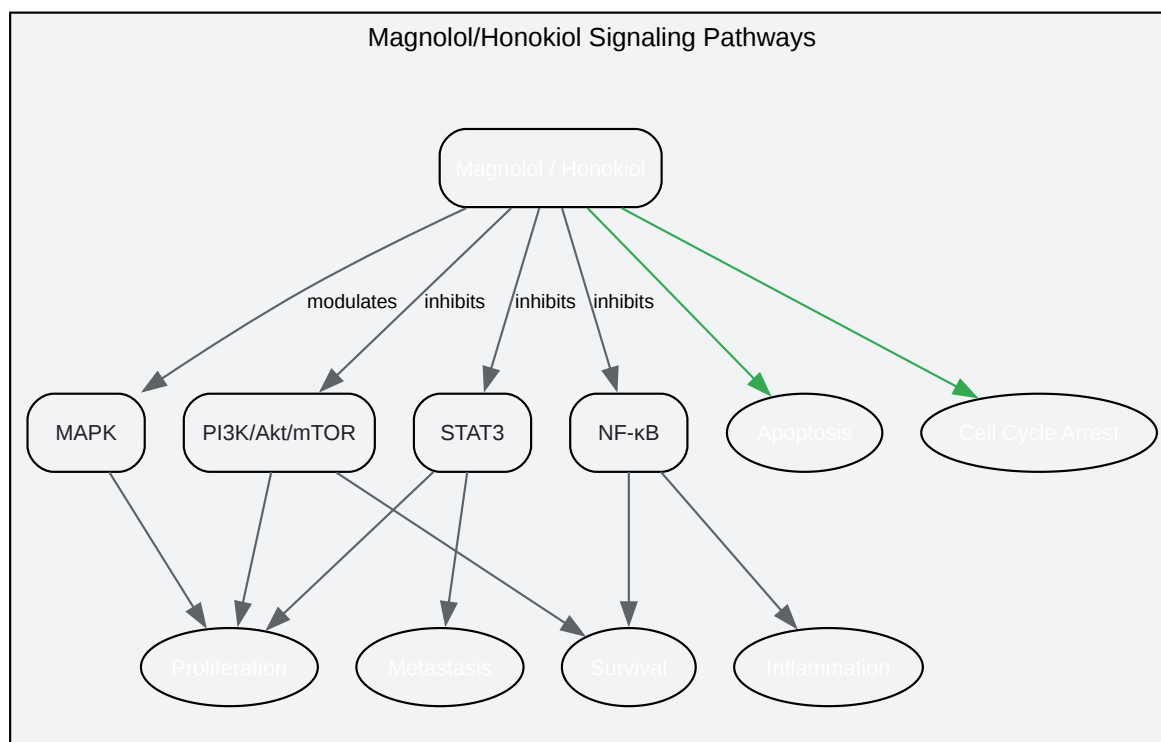 Magnolol/Honokiol Signaling Pathways
Magnolol / Honokiol
modulates
inhibits
inhibits
inhibits
MAPK
PI3K/Akt/mTOR
STAT3
NF-κB
Apoptosis
Cell Cycle Arrest
Proliferation
Metastasis
Survival
Inflammation